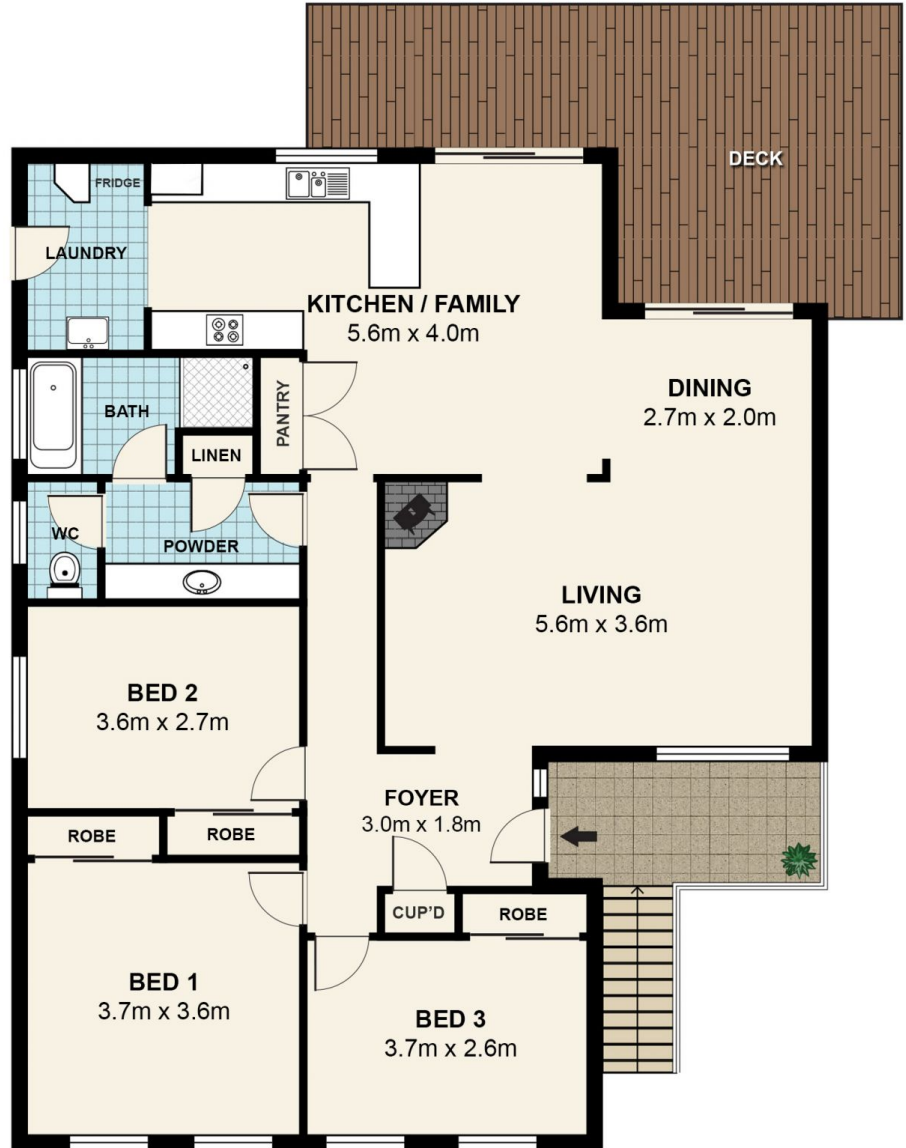 DECK
FRIDGE
LAUNDRY
KITCHEN / FAMILY
5.6m x 4.0m
DINING
2.7m x 2.0m
PANTRY
BATH
LINEN
WC
POWDER
LIVING
5.6m x 3.6m
BED 2
3.6m x 2.7m
FOYER
3.0m x 1.8m
ROBE
ROBE
CUP'D
ROBE
BED 1
3.7m x 3.6m
BED 3
3.7m x 2.6m